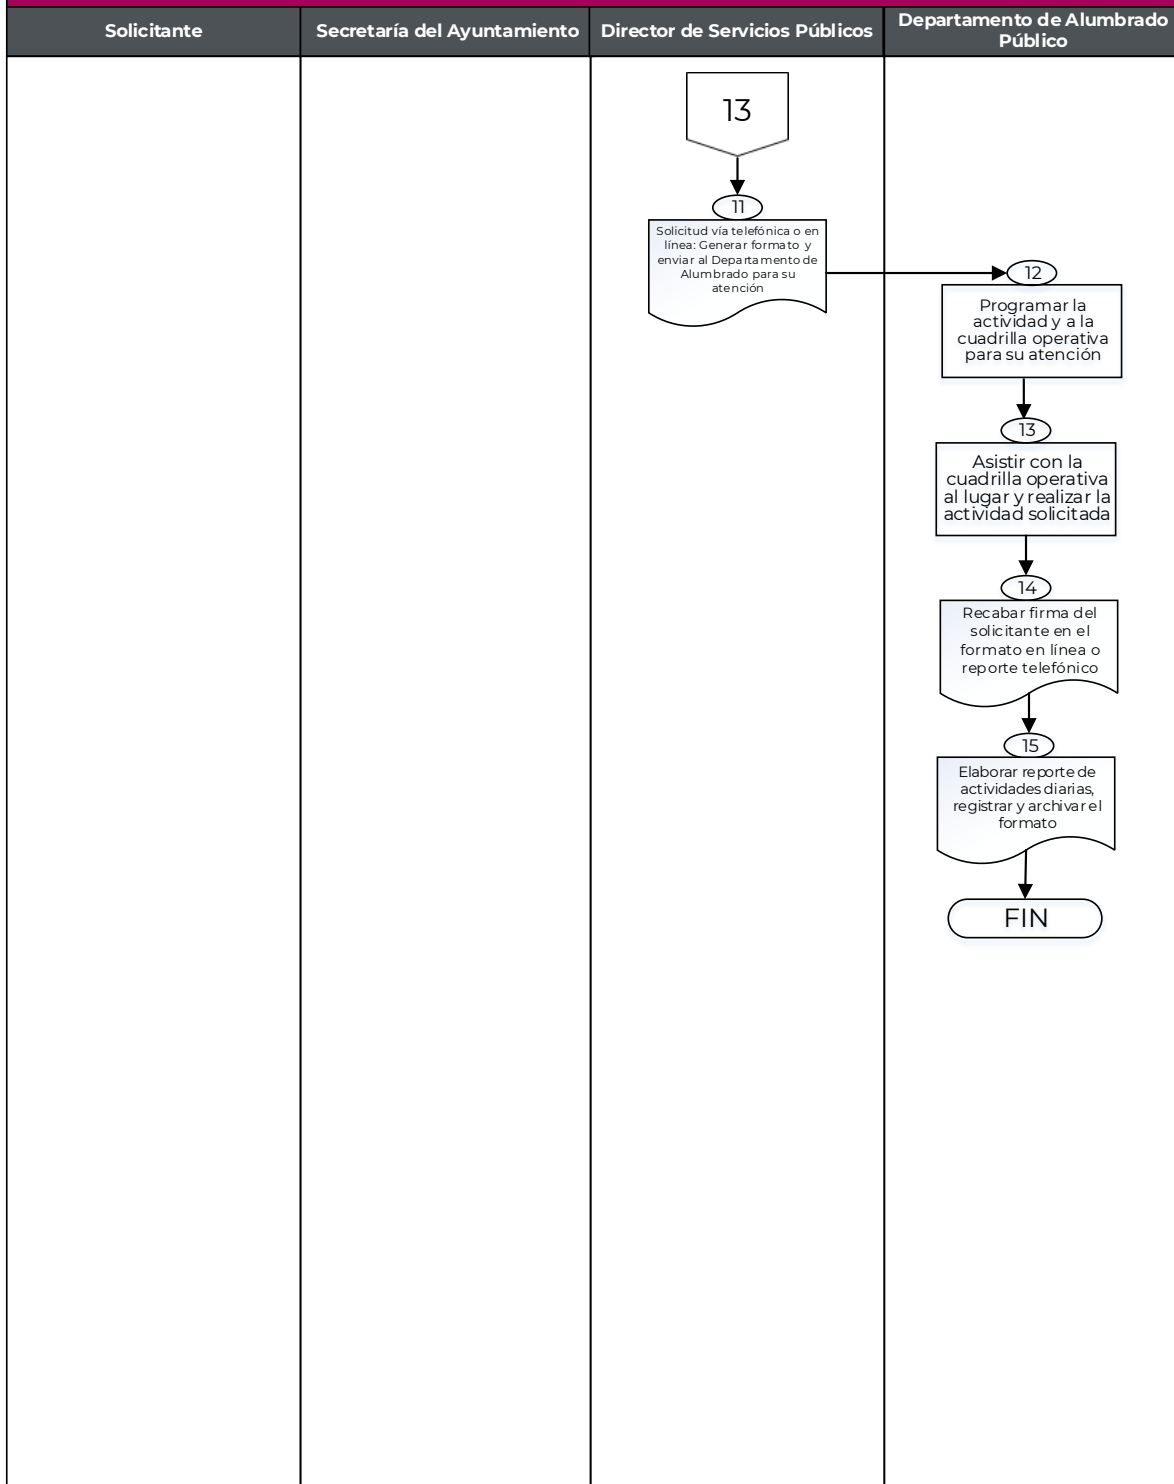 Solicitante
Secretaría del Ayuntamiento
Director de Servicios Públicos
Departamento de Alumbrado
Público
13
11
Solicitud vía telefónica o en
línea: Generar formato y
enviar al Departamento de
Alumbrado para su
atención
12
Programar la
actividad y a la
cuadrilla operativa
para su atención
13
Asistir con la
cuadrilla operativa
al lugar y realizar la
actividad solicitada
14
Recabar firma del
solicitante en el
formato en línea o
reporte telefónico
15
Elaborar reporte de
actividades diarias,
registrar y archivar el
formato
FIN